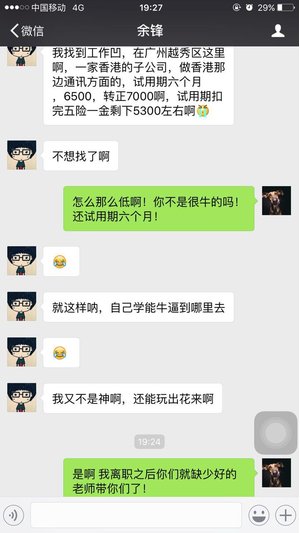 中国移动 4G 19:27 29%
微信 余锋
我找到工作凹，在广州越秀区这里
啊，一家香港的子公司，做香港那
边通讯方面的，试用期六个月
，6500，转正7000啊，试用期扣
完五险一金剩下5300左右啊
不想找了啊
怎么那么低啊！你不是很牛的吗！
还试用期六个月！
就这样呐，自己学能牛逼到哪里去
我又不是神啊，还能玩出花来啊
19:24
是啊 我离职之后你们就缺少好的
老师带你们了！